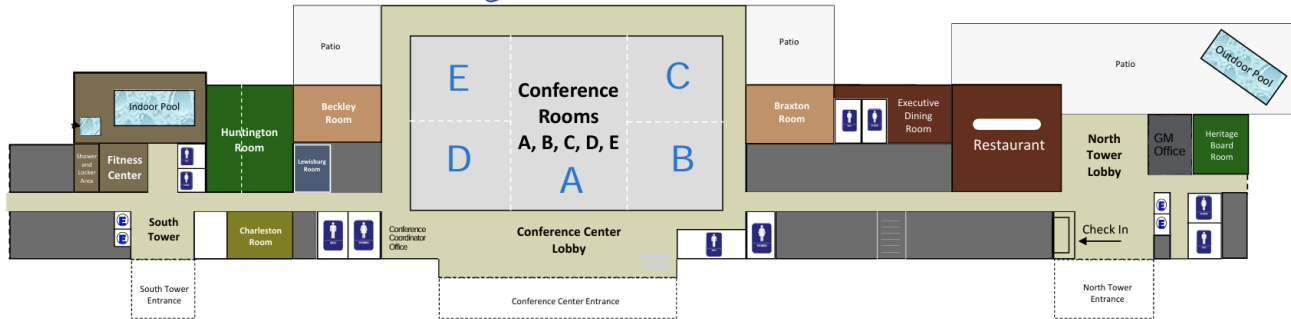 Patio
Patio
Patio
Outdoor Pool
Indoor Pool
Huntington
Room
Beckley
Room
E
D
Conference
Rooms
A, B, C, D, E
A
C
B
Braxton
Room
Executive
Dining
Room
Restaurant
North
Tower
Lobby
GM
Office
Heritage
Board
Room
Shower
and
Locker
Area
Fitness
Center
Lewisburg
Room
South
Tower
E
E
Charleston
Room
Conference
Coordinator
Office
Conference Center
Lobby
Check In
E
E
South Tower
Entrance
Conference Center Entrance
North Tower
Entrance